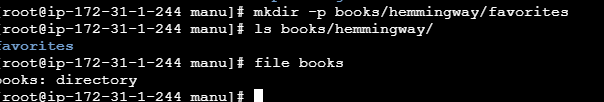 [root@ip-172-31-1-244 manu]# mkdir -p books/hemmingway/favorites
[root@ip-172-31-1-244 manu]# ls books/hemmingway/
favorites
[root@ip-172-31-1-244 manu]# file books
books: directory
[root@ip-172-31-1-244 manu]#